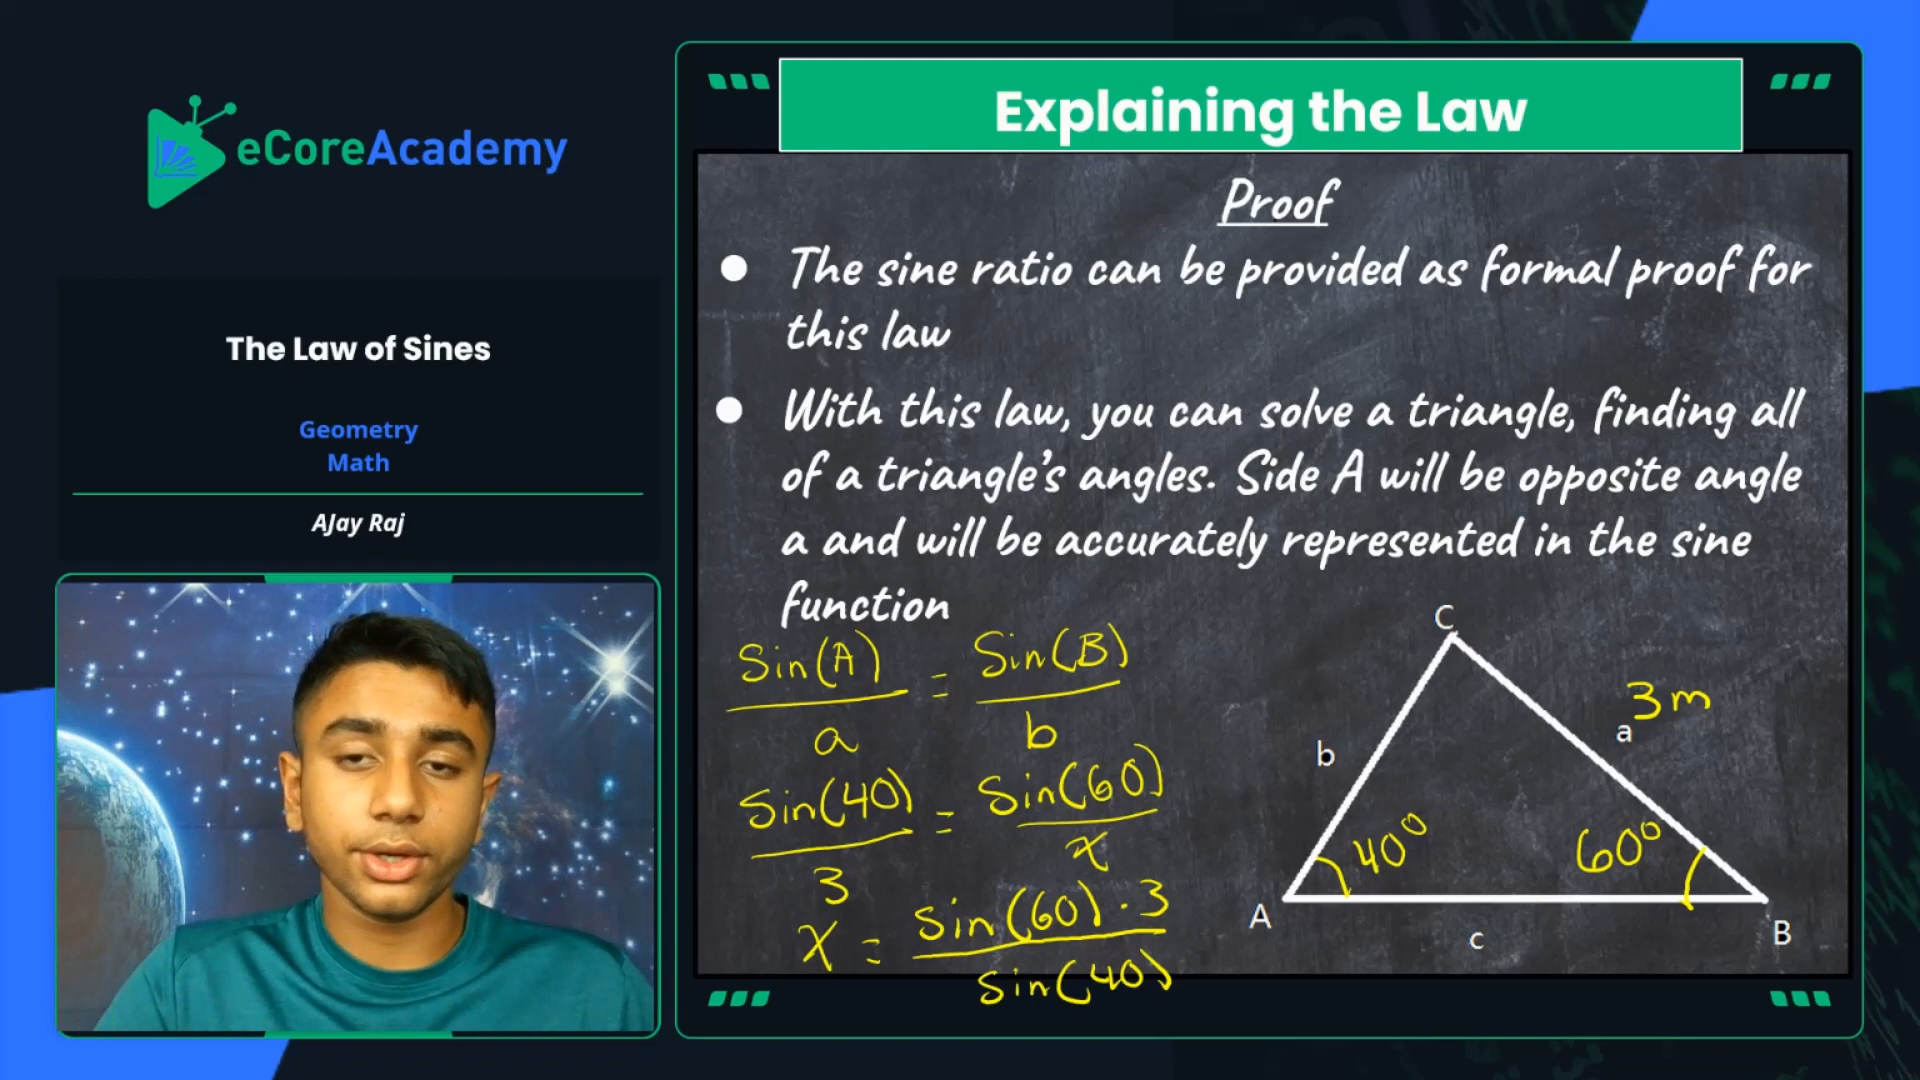 eCoreAcademy
The Law of Sines
Geometry
Math
AJay Raj
Explaining the Law
Proof
● The sine ratio can be provided as formal proof for
this law
● With this law, you can solve a triangle, finding all
of a triangle's angles. Side A will be opposite angle
a and will be accurately represented in the sine
function
Sin(A) / a = Sin(B) / b
Sin(40) / 3 = Sin(60) / x
x = Sin(60) · 3 / Sin(40)
C
3m
a
b
40°
60°
A
B
c